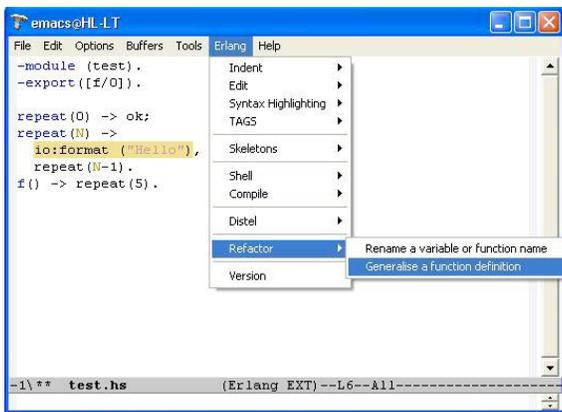 emacs@HL-LT
File Edit Options Buffers Tools Erlang Help
-module (test).
-export([f/0]).
repeat(0) -> ok;
repeat(N) ->
io:format ("Hello"),
repeat(N-1).
f() -> repeat(5).
Indent
Edit
Syntax Highlighting
TAGS
Skeletons
Shell
Compile
Distel
Refactor
Version
Rename a variable or function name
Generalise a function definition
-1\** test.hs (Erlang EXT)--L6--All--------------------